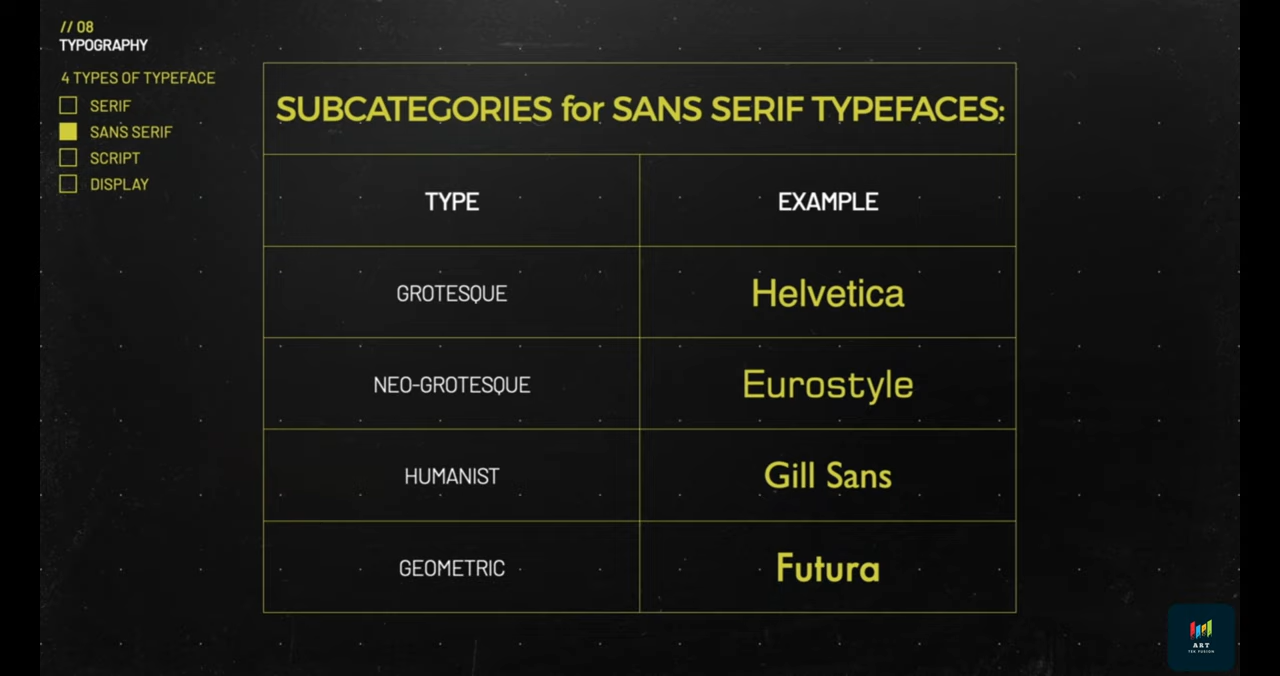 // 08
TYPOGRAPHY
4 TYPES OF TYPEFACE
SERIF
SANS SERIF
SCRIPT
DISPLAY
SUBCATEGORIES for SANS SERIF TYPEFACES:
TYPE EXAMPLE
GROTESQUE Helvetica
NEO-GROTESQUE Eurostyle
HUMANIST Gill Sans
GEOMETRIC Futura
ART